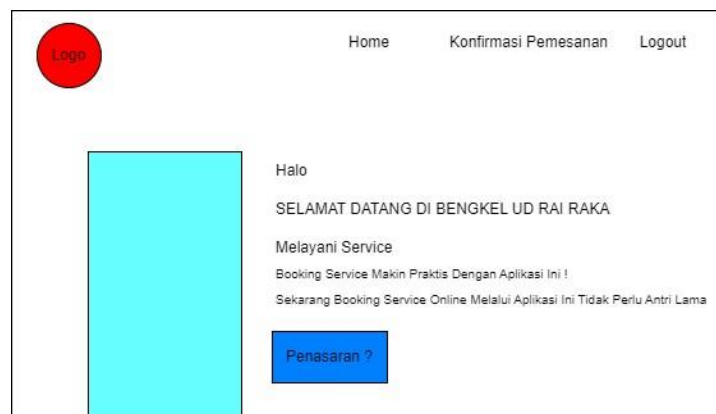 Logo
Home Konfirmasi Pemesanan Logout
Halo
SELAMAT DATANG DI BENGKEL UD RAI RAKA
Melayani Service
Booking Service Makin Praktis Dengan Aplikasi Ini !
Sekarang Booking Service Online Melalui Aplikasi Ini Tidak Perlu Antri Lama
Penasaran ?